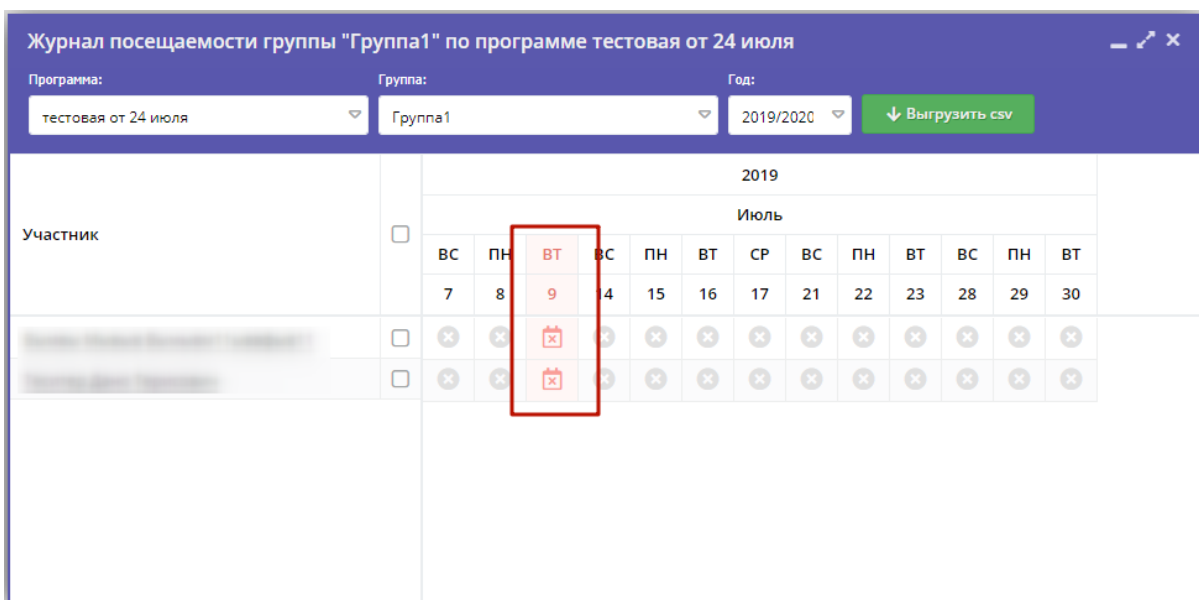 Журнал посещаемости группы "Группа1" по программе тестовая от 24 июля
Программа: Группа: Год:
тестовая от 24 июля Группа1 2019/2020 Выгрузить csv
2019
Июль
Участник
ВС ПН ВТ ВС ПН ВТ СР ВС ПН ВТ ВС ПН ВТ
7 8 9 14 15 16 17 21 22 23 28 29 30